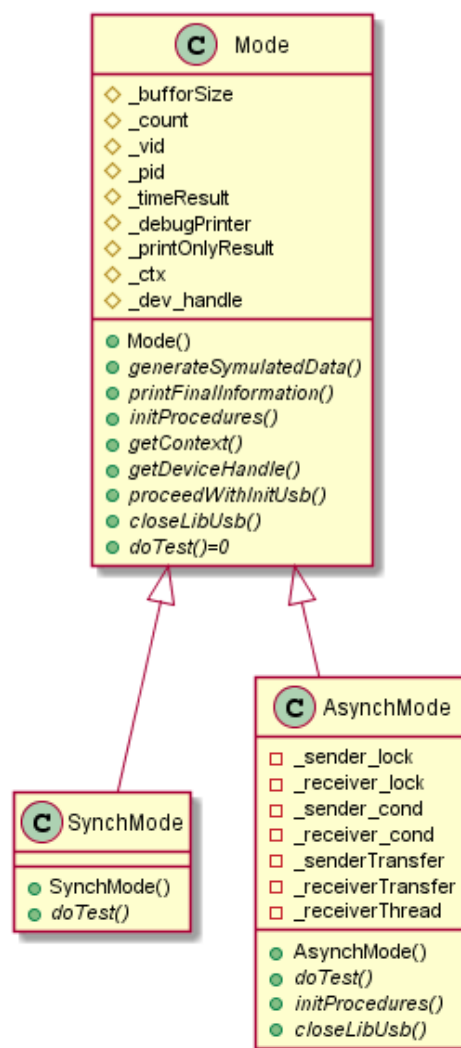 C Mode
_bufforSize
_count
_vid
_pid
_timeResult
_debugPrinter
_printOnlyResult
_ctx
_dev_handle
Mode()
generateSymulatedData()
printFinalInformation()
initProcedures()
getContext()
getDeviceHandle()
proceedWithInitUsb()
closeLibUsb()
doTest()=0
C SynchMode
SynchMode()
doTest()
C AsynchMode
_sender_lock
_receiver_lock
_sender_cond
_receiver_cond
_senderTransfer
_receiverTransfer
_receiverThread
AsynchMode()
doTest()
initProcedures()
closeLibUsb()